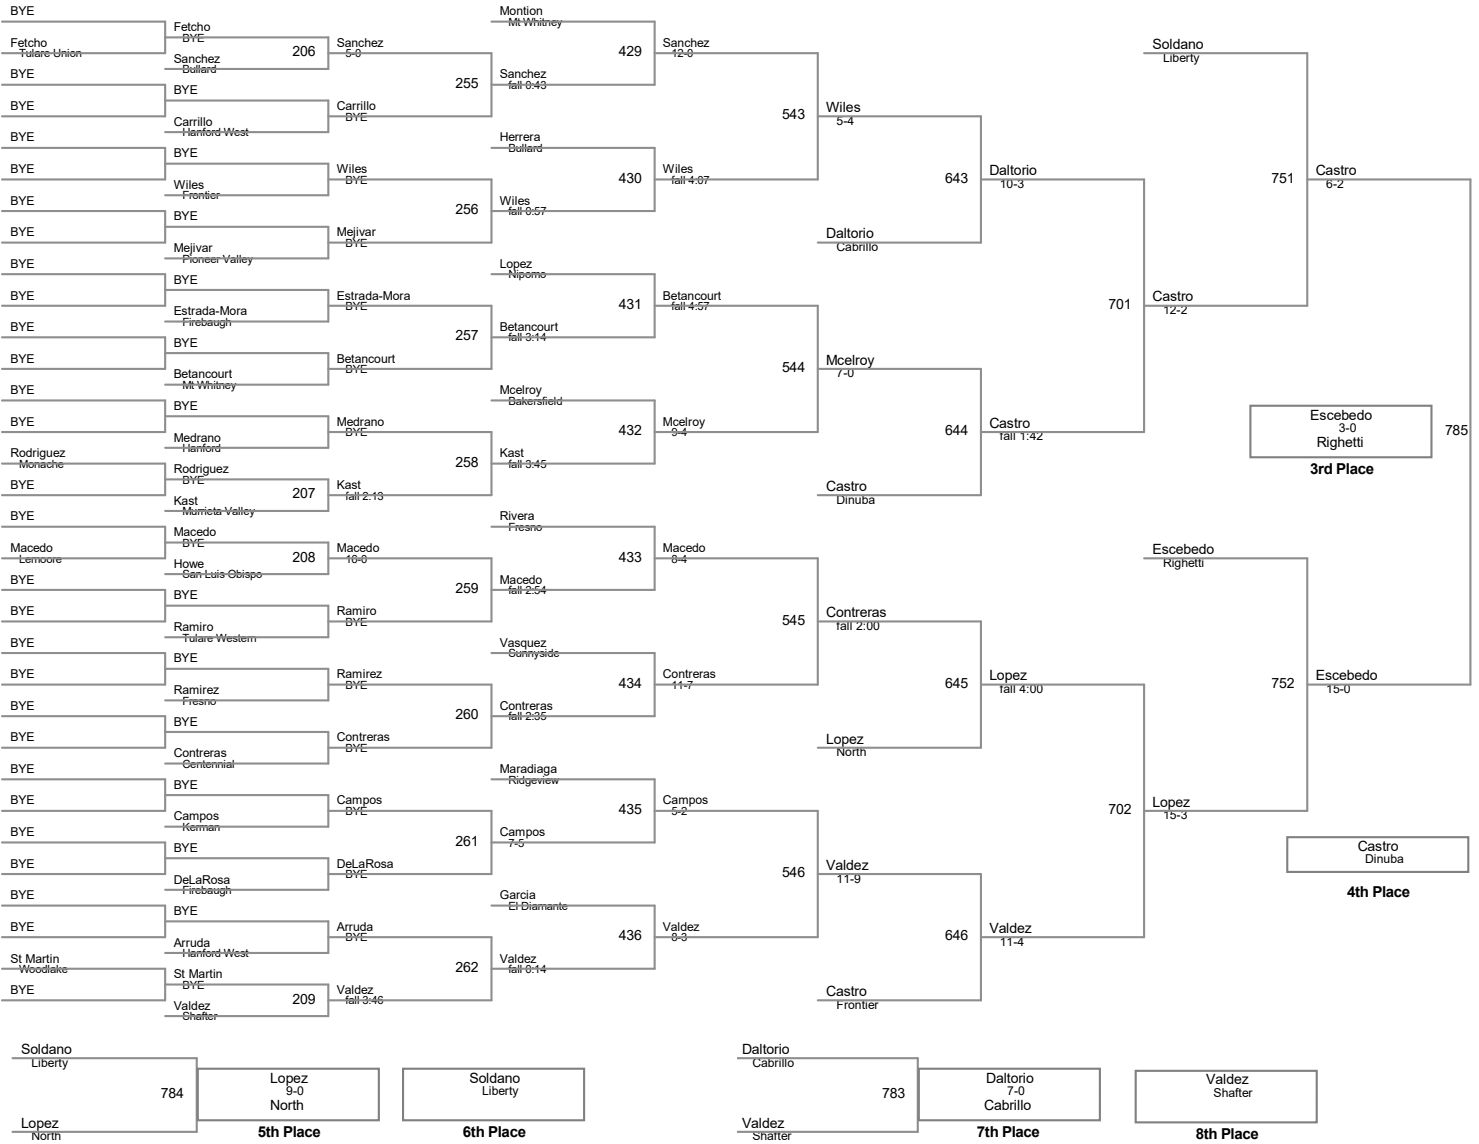 BYE
Fetcho
Tulare Union
BYE
BYE
BYE
BYE
BYE
BYE
BYE
BYE
BYE
BYE
BYE
BYE
Rodriguez
Monache
BYE
BYE
Macedo
Lemoore
BYE
BYE
BYE
BYE
BYE
BYE
BYE
BYE
BYE
BYE
BYE
BYE
St Martin
Woodlake
BYE
Fetcho
BYE
206
Sanchez
Bullard
BYE
Carrillo
Hanford West
BYE
Wiles
Frontier
BYE
Mejivar
Pioneer Valley
BYE
Estrada-Mora
Firebaugh
BYE
Betancourt
Mt Whitney
BYE
Medrano
Hanford
Rodriguez
BYE
207
Kast
Murrieta Valley
Macedo
BYE
208
Howe
San Luis Obispo
BYE
Ramiro
Tulare Western
BYE
Ramirez
Fresno
BYE
Contreras
Centennial
BYE
Campos
Kerman
BYE
DeLaRosa
Firebaugh
BYE
Arruda
Hanford West
St Martin
BYE
209
Valdez
Shafter
Sanchez
5-0
255
Carrillo
BYE
Wiles
BYE
256
Mejivar
BYE
Estrada-Mora
BYE
257
Betancourt
BYE
Medrano
BYE
258
Kast
fall 2:13
Macedo
10-0
259
Ramiro
BYE
Ramirez
BYE
260
Contreras
BYE
Campos
BYE
261
DeLaRosa
BYE
Arruda
BYE
262
Valdez
fall 3:46
Montion
Mt Whitney
429
Sanchez
fall 0:43
Herrera
Bullard
430
Wiles
fall 0:57
Lopez
Nipomo
431
Betancourt
fall 3:14
Mcelroy
Bakersfield
432
Kast
fall 3:45
Rivera
Fresno
433
Macedo
fall 2:54
Vasquez
Sunnyside
434
Contreras
fall 2:35
Maradiaga
Ridgeview
435
Campos
7-5
Garcia
El Diamante
436
Valdez
fall 0:14
Sanchez
12-0
543
Wiles
fall 4:07
Betancourt
fall 4:57
544
Mcelroy
9-4
Macedo
8-4
545
Contreras
11-7
Campos
5-2
546
Valdez
8-3
Wiles
5-4
643
Daltorio
Cabrillo
Mcelroy
7-0
644
Castro
Dinuba
Contreras
fall 2:00
645
Lopez
North
Valdez
11-9
646
Castro
Frontier
Daltorio
10-3
701
Castro
fall 1:42
Lopez
fall 4:00
702
Valdez
11-4
Soldano
Liberty
751
Castro
12-2
Escebedo
Righetti
752
Lopez
15-3
Castro
6-2
785
Escebedo
15-0
Escebedo
3-0
Righetti
3rd Place
Castro
Dinuba
4th Place
Soldano
Liberty
784
Lopez
North
Lopez
9-0
North
5th Place
Soldano
Liberty
6th Place
Daltorio
Cabrillo
783
Valdez
Shafter
Daltorio
7-0
Cabrillo
7th Place
Valdez
Shafter
8th Place